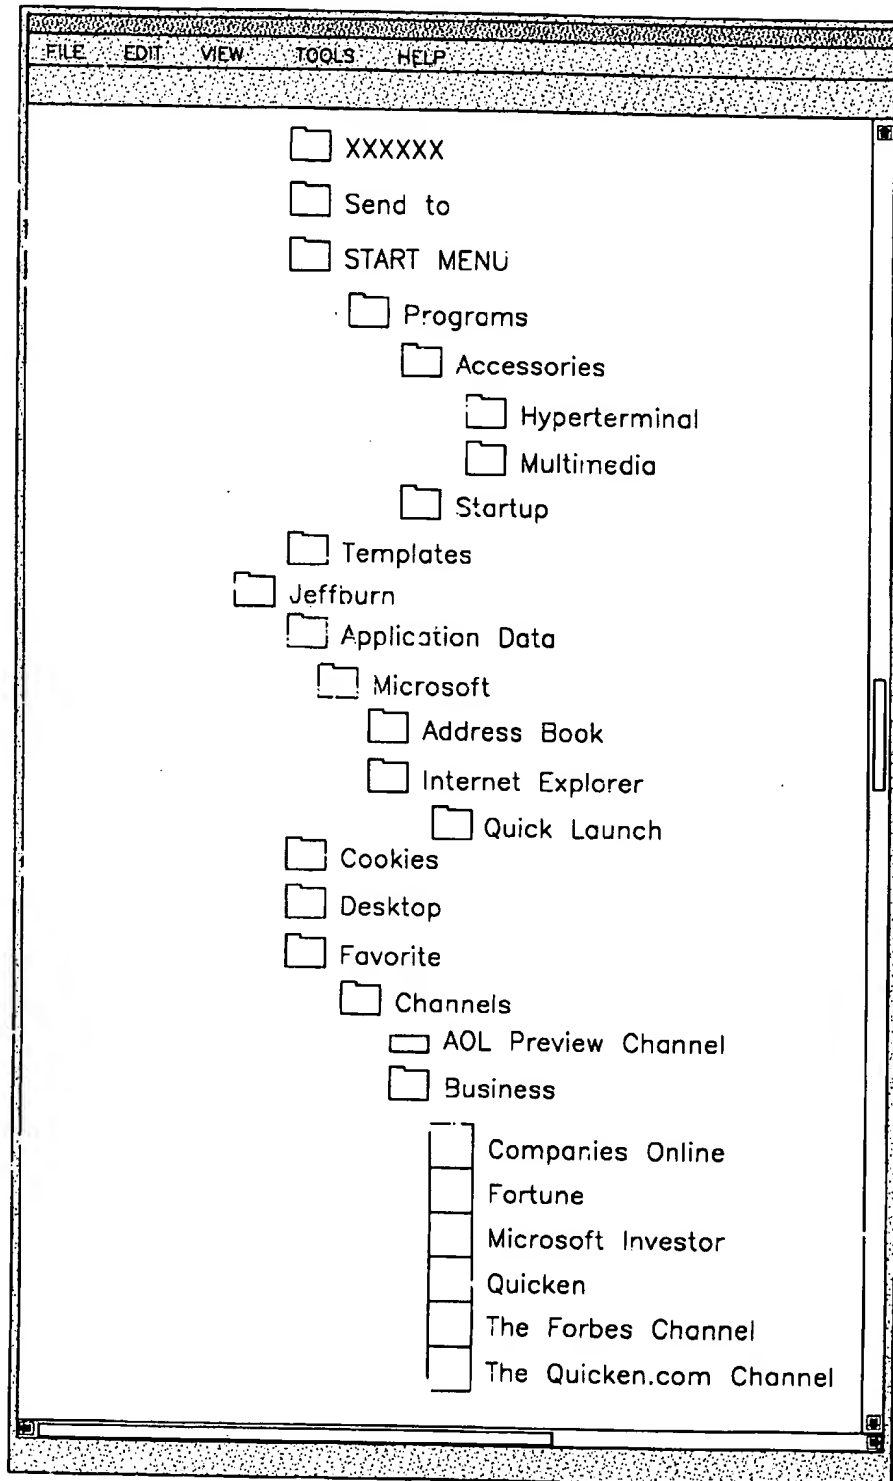 FILE EDIT VIEW TOOLS HELP
XXXXXX
Send to
START MENU
Programs
Accessories
Hyperterminal
Multimedia
Startup
Templates
Jeffburn
Application Data
Microsoft
Address Book
Internet Explorer
Quick Launch
Cookies
Desktop
Favorite
Channels
AOL Preview Channel
Business
Companies Online
Fortune
Microsoft Investor
Quicken
The Forbes Channel
The Quicken.com Channel